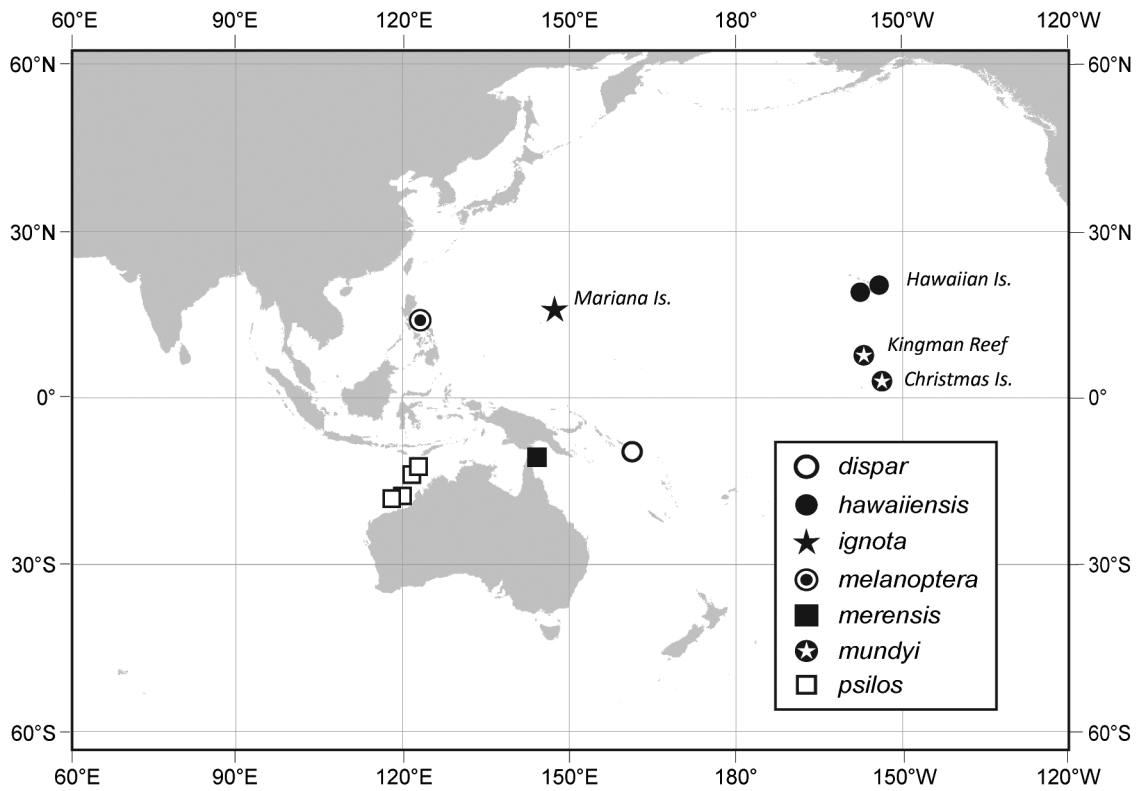 60°E 90°E 120°E 150°E 180° 150°W 120°W
60°N 60°N
30°N 30°N
Hawaiian Is.
Mariana Is.
Kingman Reef
Christmas Is.
0° 0°
dispar
hawaiiensis
ignota
30°S 30°S
melanoptera
merensis
mundyi
psilos
60°S 60°S
60°E 90°E 120°E 150°E 180° 150°W 120°W